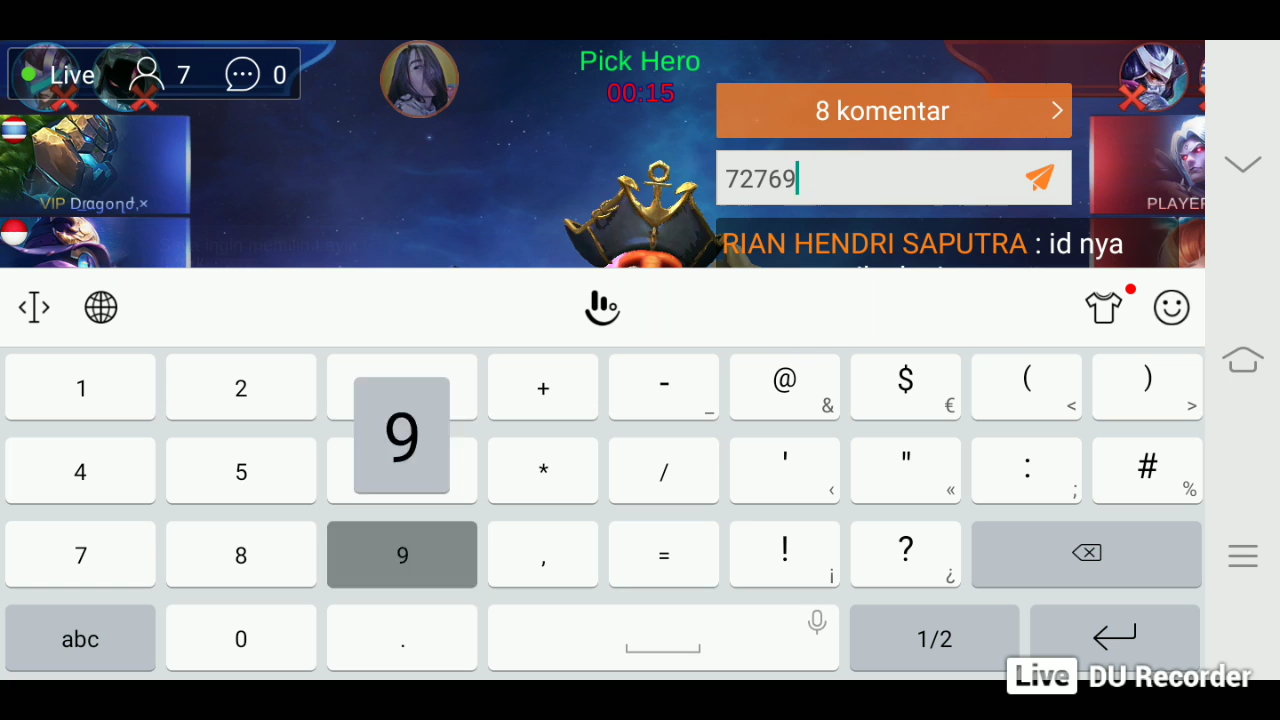 Live 7 0
Pick Hero
00:15
8 komentar
72769
VIP Dragond,×
PLAYER
RIAN HENDRI SAPUTRA : id nya
1 2 + - _ @ & $ € ( < ) >
9
4 5 * / ' ‹ " « : ; # %
7 8 9 , = ! ¡ ? ¿
abc 0 . 1/2
Live DU Recorder